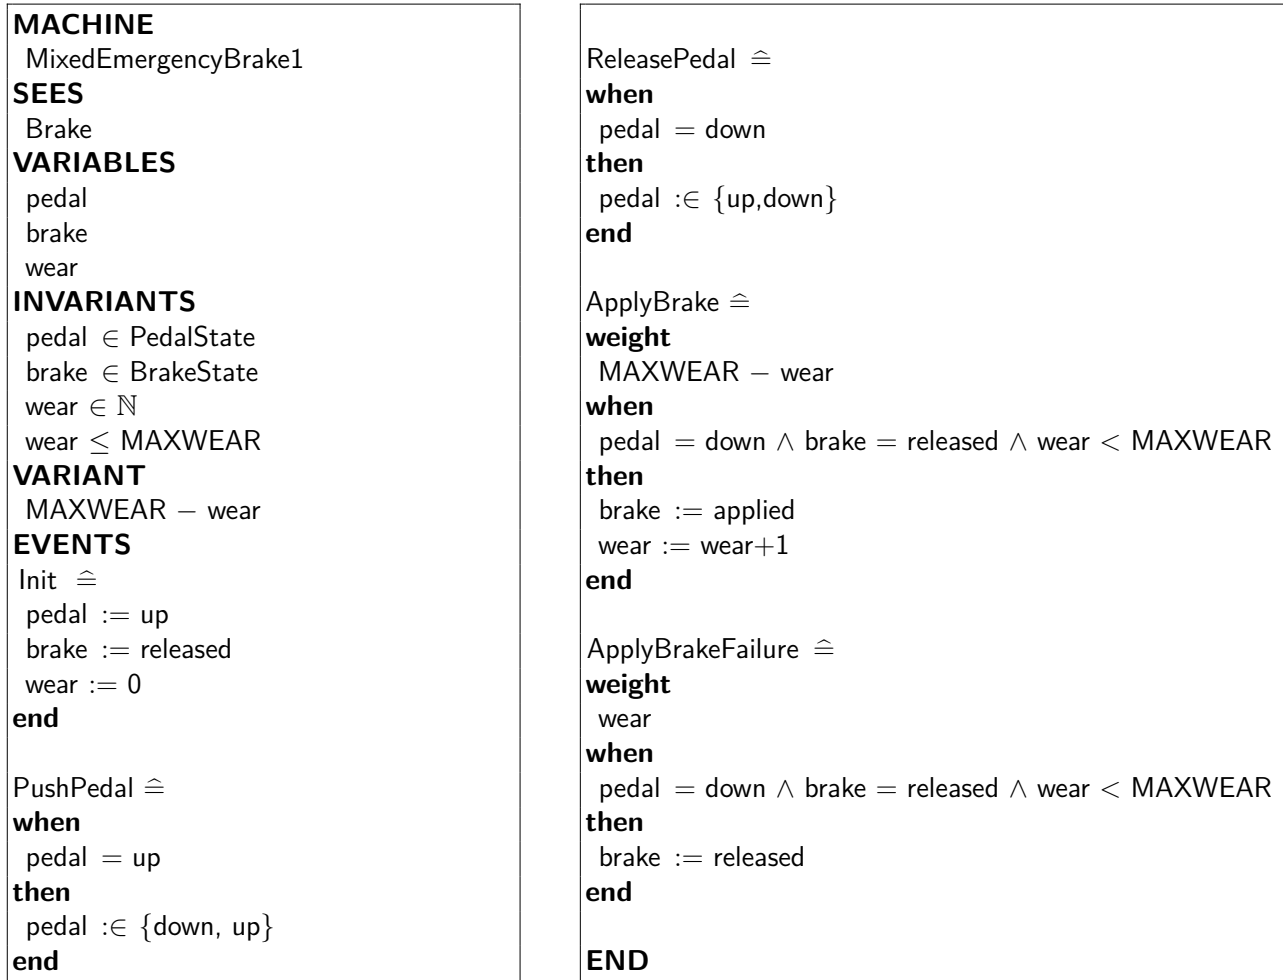 MACHINE
MixedEmergencyBrake1
SEES
Brake
VARIABLES
pedal
brake
wear
INVARIANTS
pedal ∈ PedalState
brake ∈ BrakeState
wear ∈ ℕ
wear ≤ MAXWEAR
VARIANT
MAXWEAR − wear
EVENTS
Init ≙
pedal := up
brake := released
wear := 0
end
PushPedal ≙
when
pedal = up
then
pedal :∈ {down, up}
end
ReleasePedal ≙
when
pedal = down
then
pedal :∈ {up,down}
end
ApplyBrake ≙
weight
MAXWEAR − wear
when
pedal = down ∧ brake = released ∧ wear < MAXWEAR
then
brake := applied
wear := wear+1
end
ApplyBrakeFailure ≙
weight
wear
when
pedal = down ∧ brake = released ∧ wear < MAXWEAR
then
brake := released
end
END